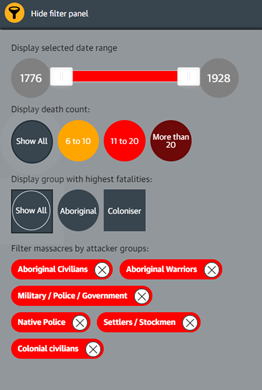 Hide filter panel
Display selected date range
1776
1928
Display death count:
Show All
6 to 10
11 to 20
More than
20
Display group with highest fatalities:
Show All
Aboriginal
Coloniser
Filter massacres by attacker groups:
Aboriginal Civilians
Aboriginal Warriors
Military / Police / Government
Native Police
Settlers / Stockmen
Colonial civilians